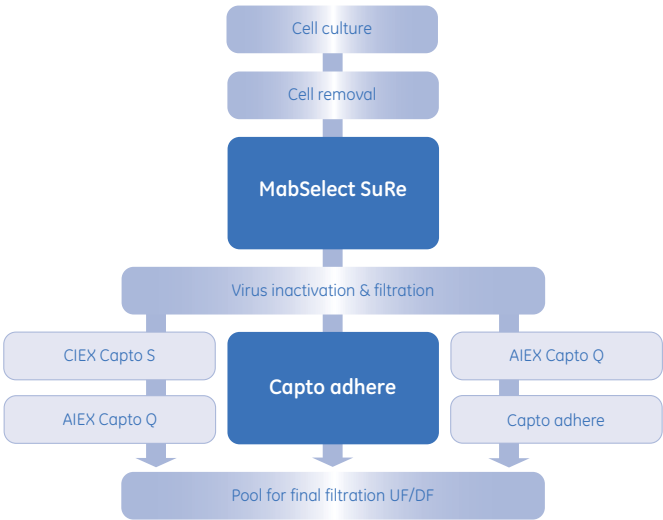 Cell culture
Cell removal
MabSelect SuRe
Virus inactivation & filtration
CIEX Capto S
AIEX Capto Q
Capto adhere
AIEX Capto Q
Capto adhere
Pool for final filtration UF/DF